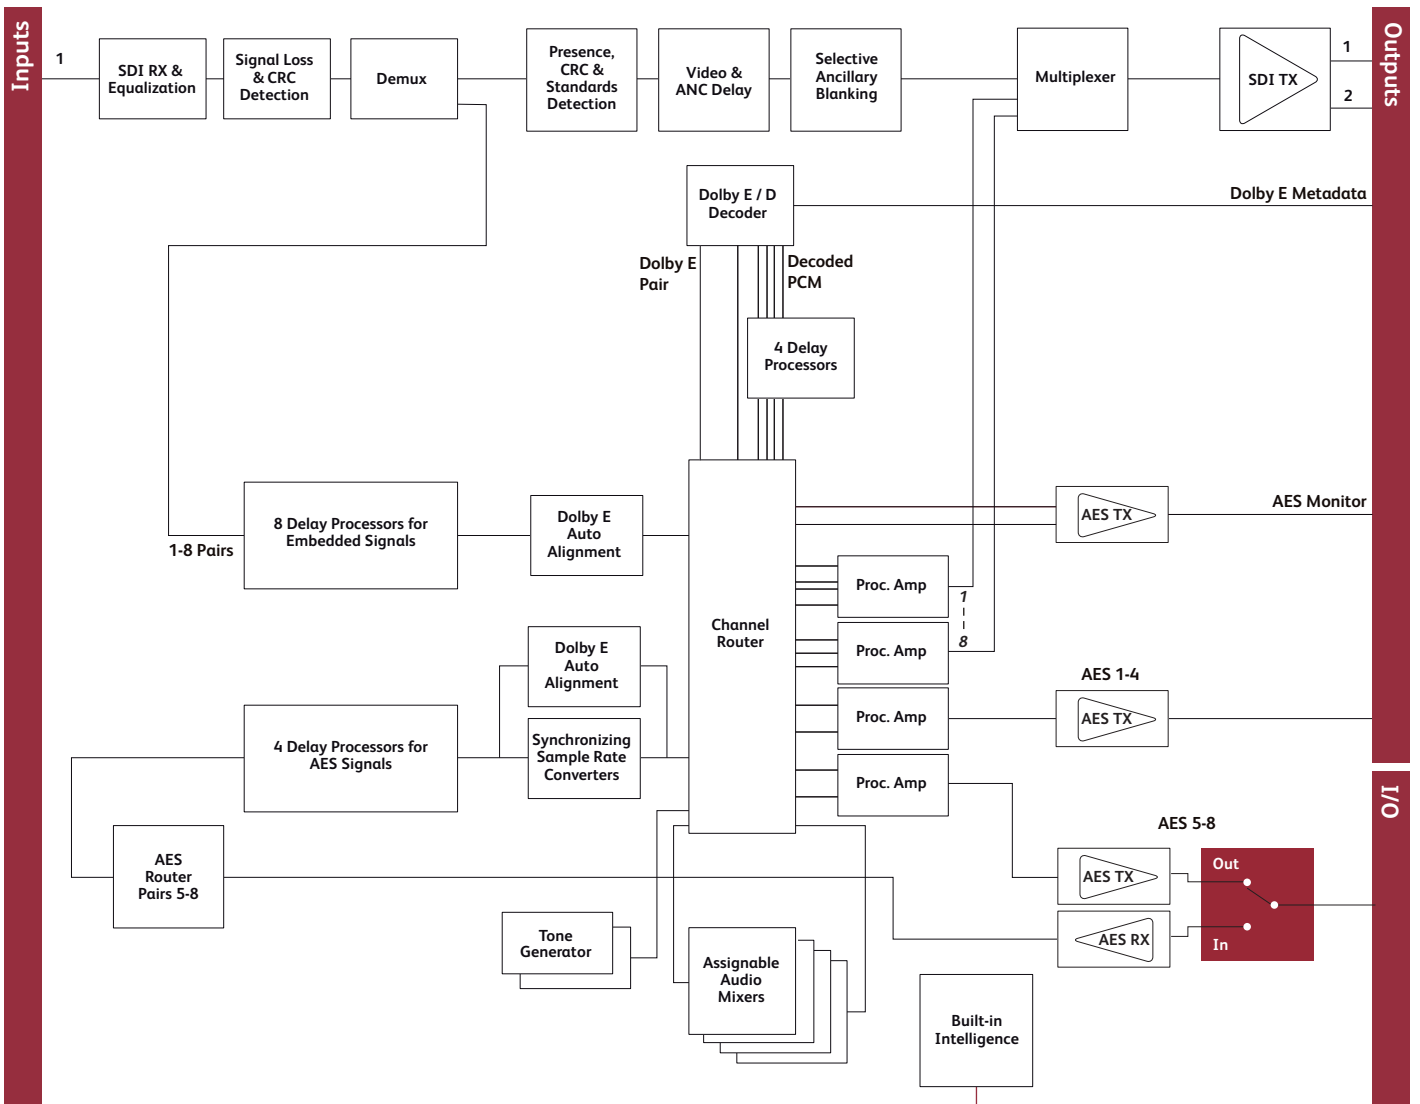 Inputs
1
SDI RX &
Equalization
Signal Loss
& CRC
Detection
Demux
Presence,
CRC &
Standards
Detection
Video &
ANC Delay
Selective
Ancillary
Blanking
Multiplexer
SDI TX
1
2
Outputs
Dolby E / D
Decoder
Dolby E Metadata
Dolby E
Pair
Decoded
PCM
4 Delay
Processors
1-8 Pairs
8 Delay Processors for
Embedded Signals
Dolby E
Auto
Alignment
Channel
Router
AES TX
AES Monitor
Proc. Amp
1
8
Proc. Amp
Dolby E
Auto
Alignment
4 Delay Processors for
AES Signals
Synchronizing
Sample Rate
Converters
Proc. Amp
AES 1-4
AES TX
Proc. Amp
I/O
AES 5-8
AES
Router
Pairs 5-8
AES TX
Out
AES RX
In
Tone
Generator
Assignable
Audio
Mixers
Built-in
Intelligence